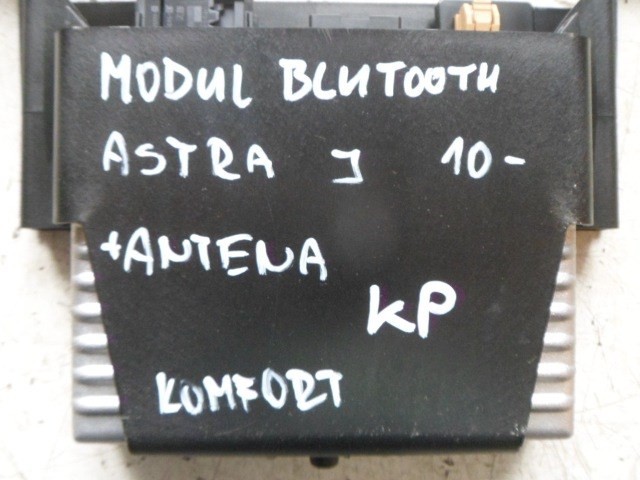 MODUL BLUTOOTH
ASTRA J 10-
+ANTENA
KP
KOMFORT